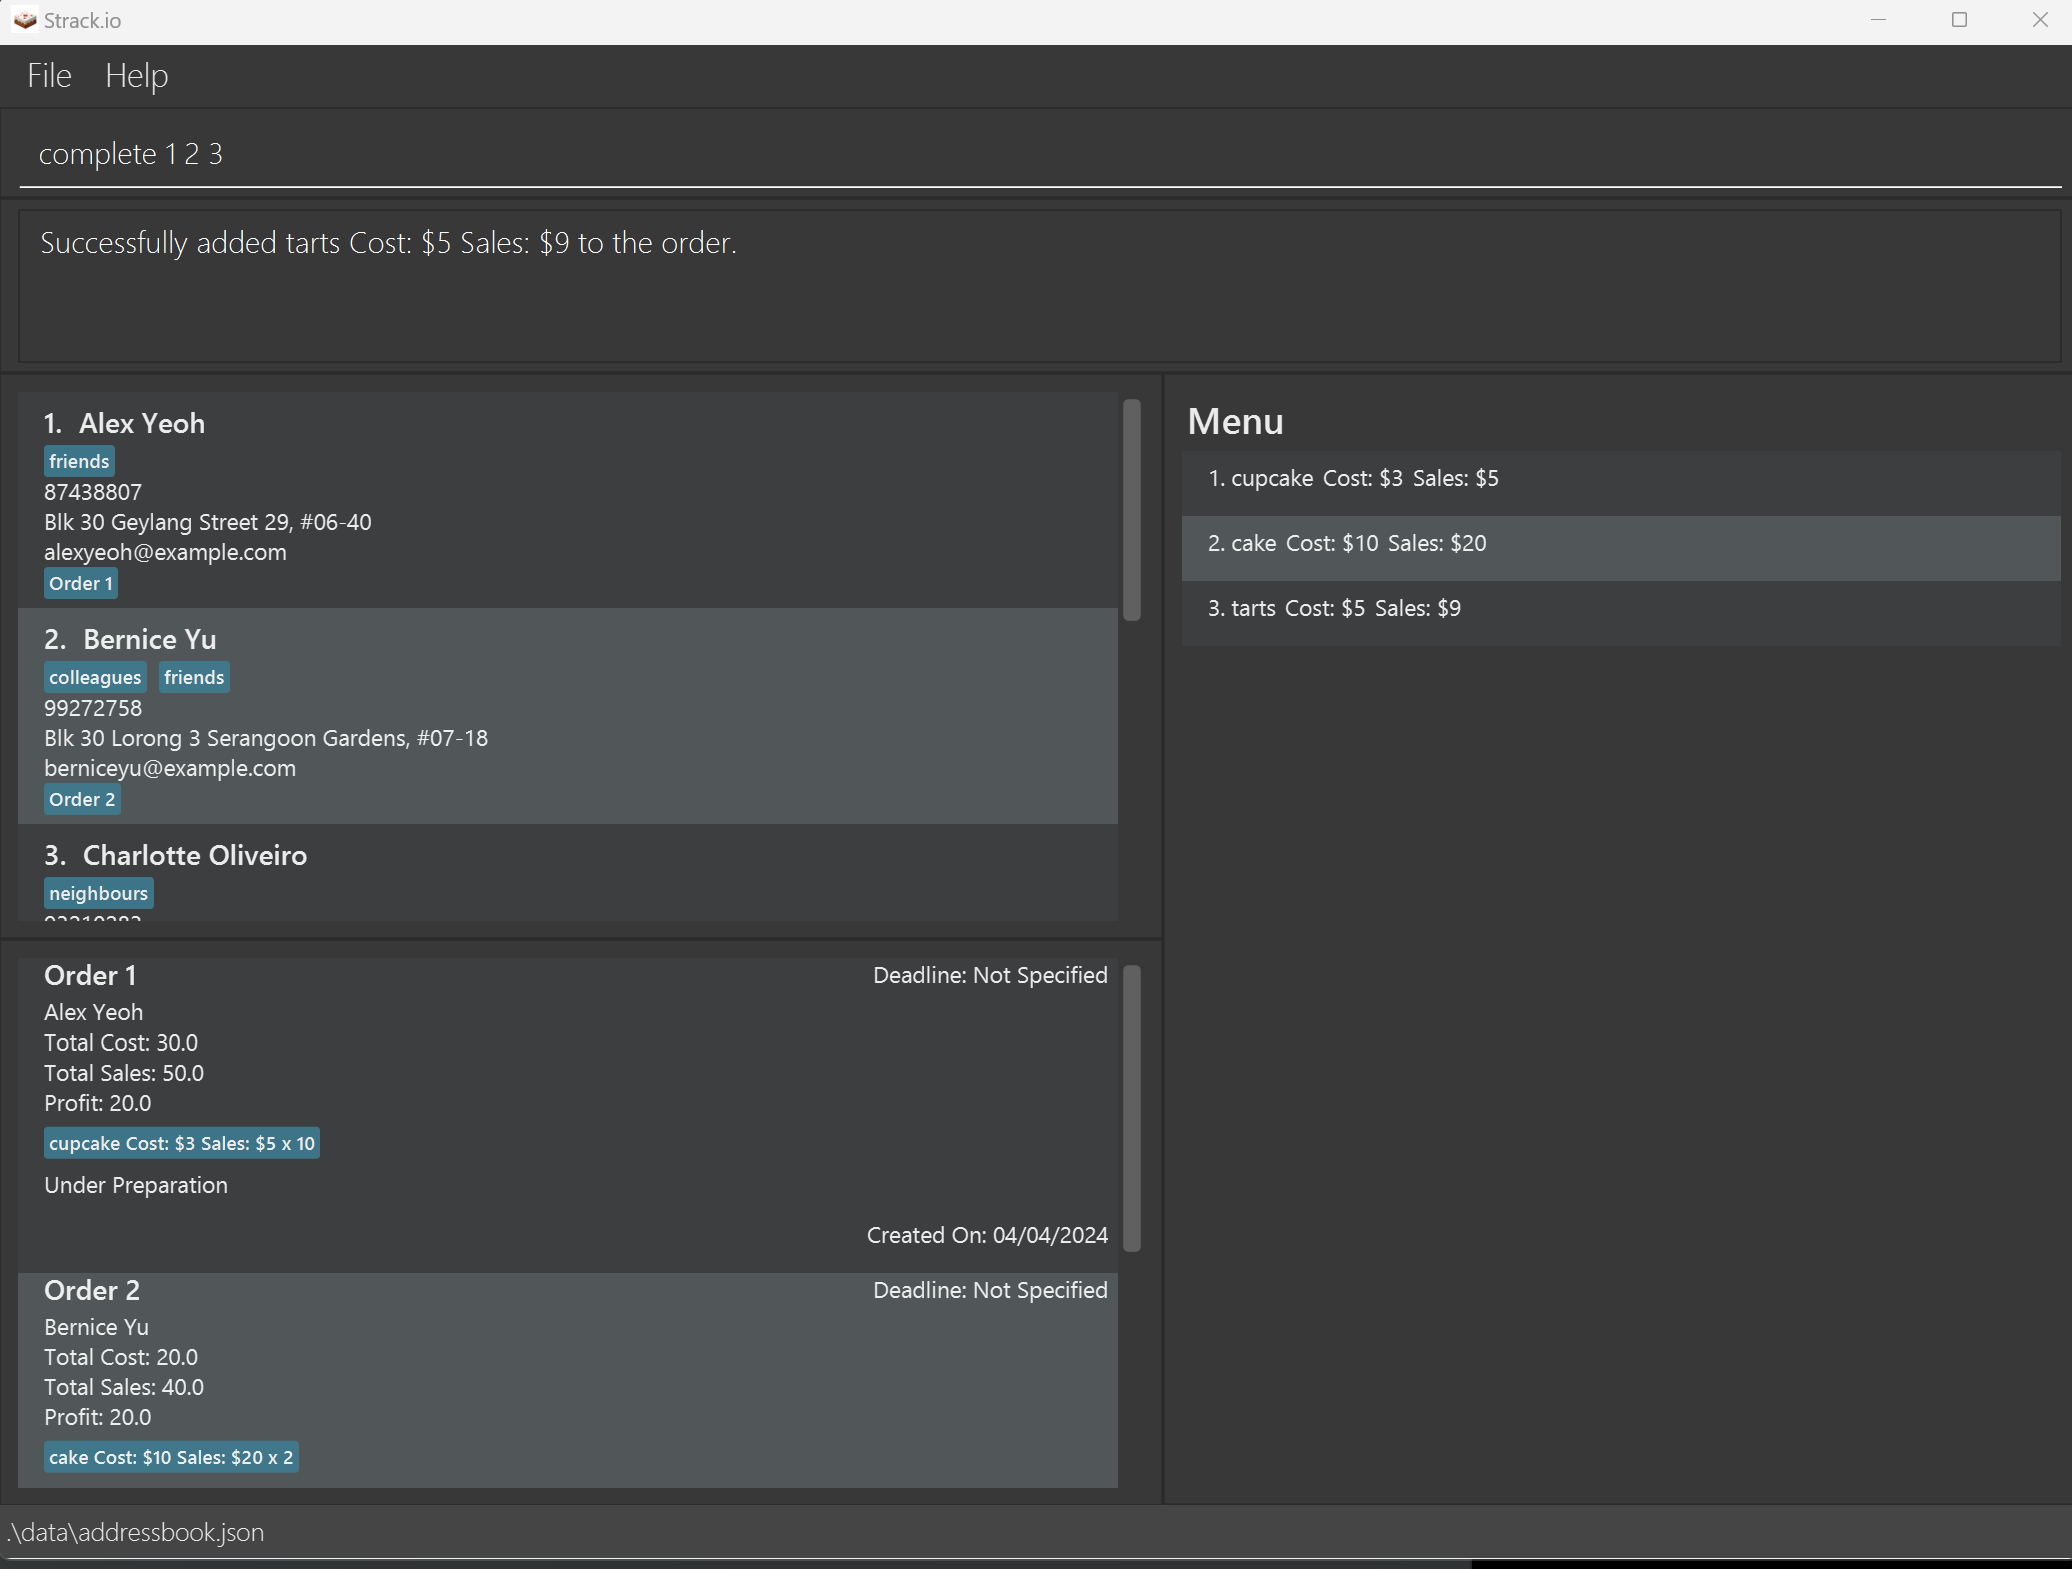 Strack.io
File Help
complete 1 2 3
Successfully added tarts Cost: $5 Sales: $9 to the order.
1. Alex Yeoh
friends
87438807
Blk 30 Geylang Street 29, #06-40
alexyeoh@example.com
Order 1
2. Bernice Yu
colleagues friends
99272758
Blk 30 Lorong 3 Serangoon Gardens, #07-18
berniceyu@example.com
Order 2
3. Charlotte Oliveiro
neighbours
Menu
1. cupcake Cost: $3 Sales: $5
2. cake Cost: $10 Sales: $20
3. tarts Cost: $5 Sales: $9
Order 1 Deadline: Not Specified
Alex Yeoh
Total Cost: 30.0
Total Sales: 50.0
Profit: 20.0
cupcake Cost: $3 Sales: $5 x 10
Under Preparation
Created On: 04/04/2024
Order 2 Deadline: Not Specified
Bernice Yu
Total Cost: 20.0
Total Sales: 40.0
Profit: 20.0
cake Cost: $10 Sales: $20 x 2
.\data\addressbook.json